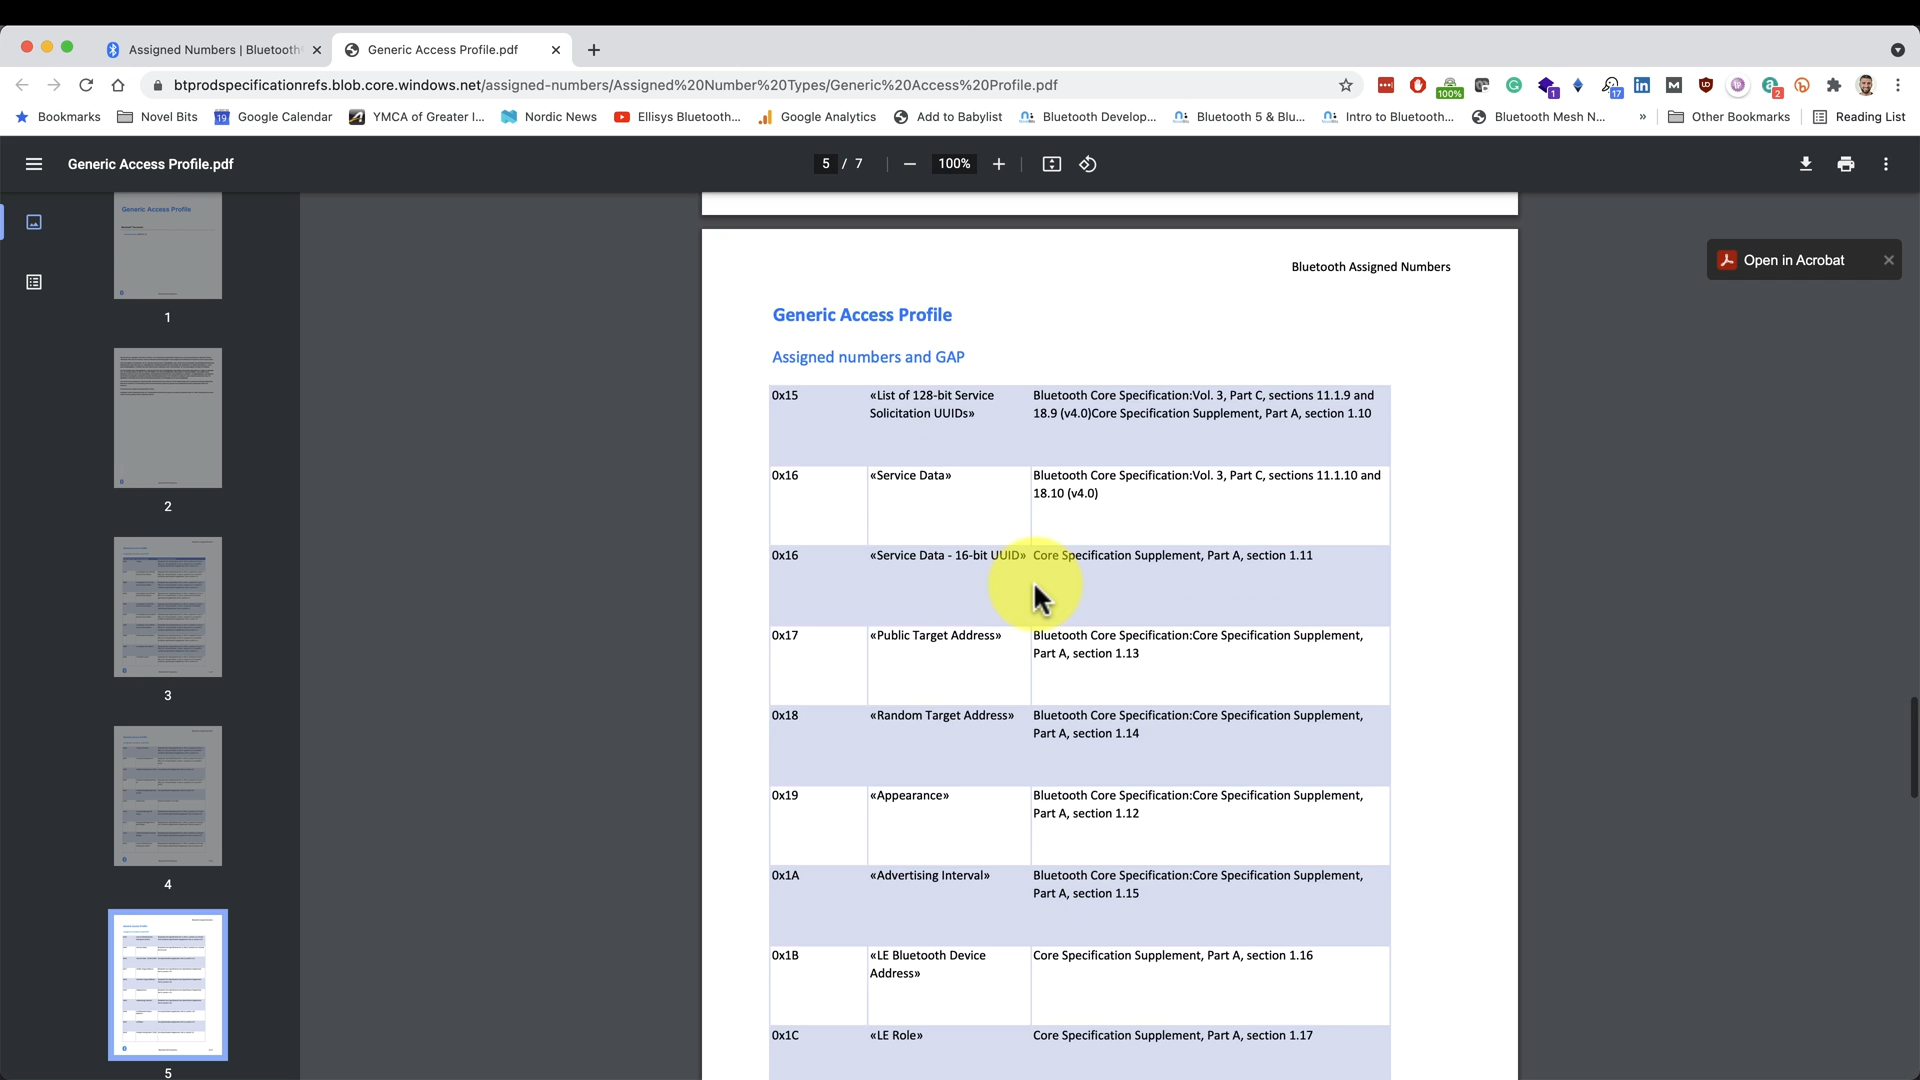 Assigned Numbers | Bluetooth
Generic Access Profile.pdf
btprodspecificationrefs.blob.core.windows.net/assigned-numbers/Assigned%20Number%20Types/Generic%20Access%20Profile.pdf
100%
1
17
2
Bookmarks
Novel Bits
19
Google Calendar
YMCA of Greater I...
Nordic News
Ellisys Bluetooth...
Google Analytics
Add to Babylist
Bluetooth Develop...
Bluetooth 5 & Blu...
Intro to Bluetooth...
Bluetooth Mesh N...
»
Other Bookmarks
Reading List
Generic Access Profile.pdf
5 / 7
100%
Generic Access Profile
1
2
3
4
5
Open in Acrobat
Bluetooth Assigned Numbers
Generic Access Profile
Assigned numbers and GAP
0x15 «List of 128-bit Service Bluetooth Core Specification:Vol. 3, Part C, sections 11.1.9 and
Solicitation UUIDs» 18.9 (v4.0)Core Specification Supplement, Part A, section 1.10
0x16 «Service Data» Bluetooth Core Specification:Vol. 3, Part C, sections 11.1.10 and
18.10 (v4.0)
0x16 «Service Data - 16-bit UUID» Core Specification Supplement, Part A, section 1.11
0x17 «Public Target Address» Bluetooth Core Specification:Core Specification Supplement,
Part A, section 1.13
0x18 «Random Target Address» Bluetooth Core Specification:Core Specification Supplement,
Part A, section 1.14
0x19 «Appearance» Bluetooth Core Specification:Core Specification Supplement,
Part A, section 1.12
0x1A «Advertising Interval» Bluetooth Core Specification:Core Specification Supplement,
Part A, section 1.15
0x1B «LE Bluetooth Device Core Specification Supplement, Part A, section 1.16
Address»
0x1C «LE Role» Core Specification Supplement, Part A, section 1.17